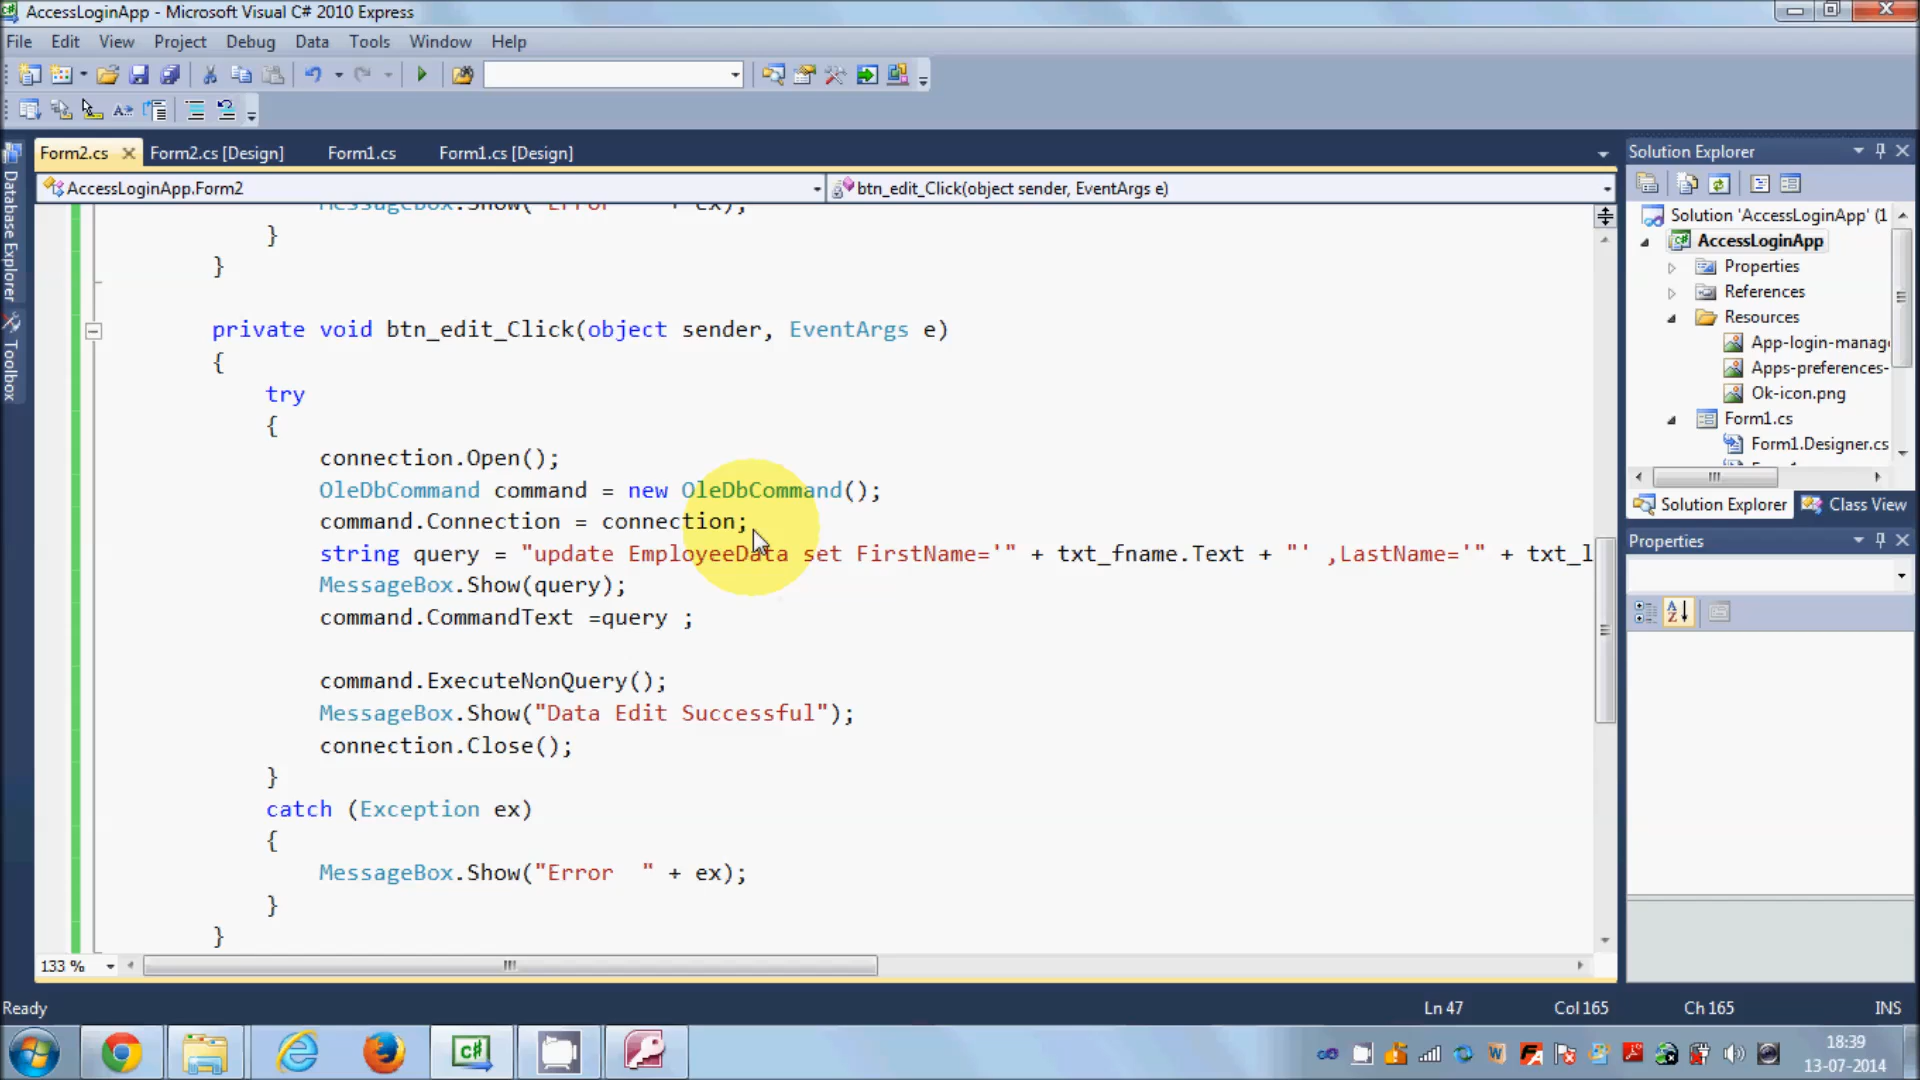 AccessLoginApp - Microsoft Visual C# 2010 Express
File Edit View Project Debug Data Tools Window Help
Form2.cs Form2.cs [Design] Form1.cs Form1.cs [Design]
AccessLoginApp.Form2 btn_edit_Click(object sender, EventArgs e)
Database Explorer
Toolbox
MessageBox.Show("Error " + ex);
}
}
private void btn_edit_Click(object sender, EventArgs e)
{
try
{
connection.Open();
OleDbCommand command = new OleDbCommand();
command.Connection = connection;
string query = "update EmployeeData set FirstName='" + txt_fname.Text + "' ,LastName='" + txt_l
MessageBox.Show(query);
command.CommandText =query ;
command.ExecuteNonQuery();
MessageBox.Show("Data Edit Successful");
connection.Close();
}
catch (Exception ex)
{
MessageBox.Show("Error  " + ex);
}
}
133 %
Solution Explorer
Solution 'AccessLoginApp' (1
AccessLoginApp
Properties
References
Resources
App-login-manag
Apps-preferences-
Ok-icon.png
Form1.cs
Form1.Designer.cs
Solution Explorer Class View
Properties
Ready Ln 47 Col 165 Ch 165 INS
18:39
13-07-2014